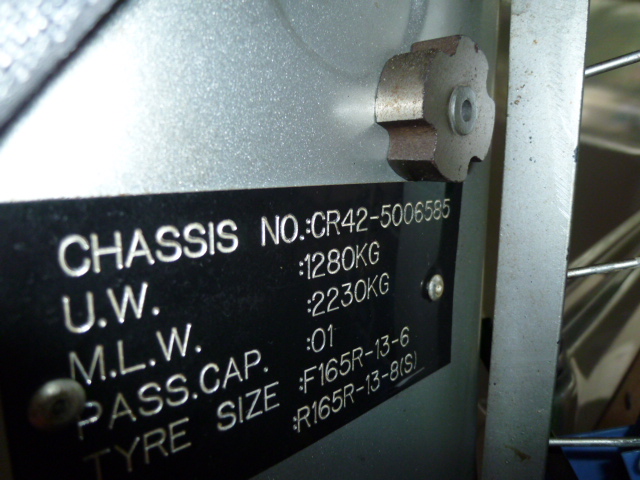 CHASSIS NO.:CR42-5006585
U.W. :1280KG
M.L.W. :2230KG
PASS.CAP. :01
TYRE SIZE :F165R-13-6
:R165R-13-8(S)